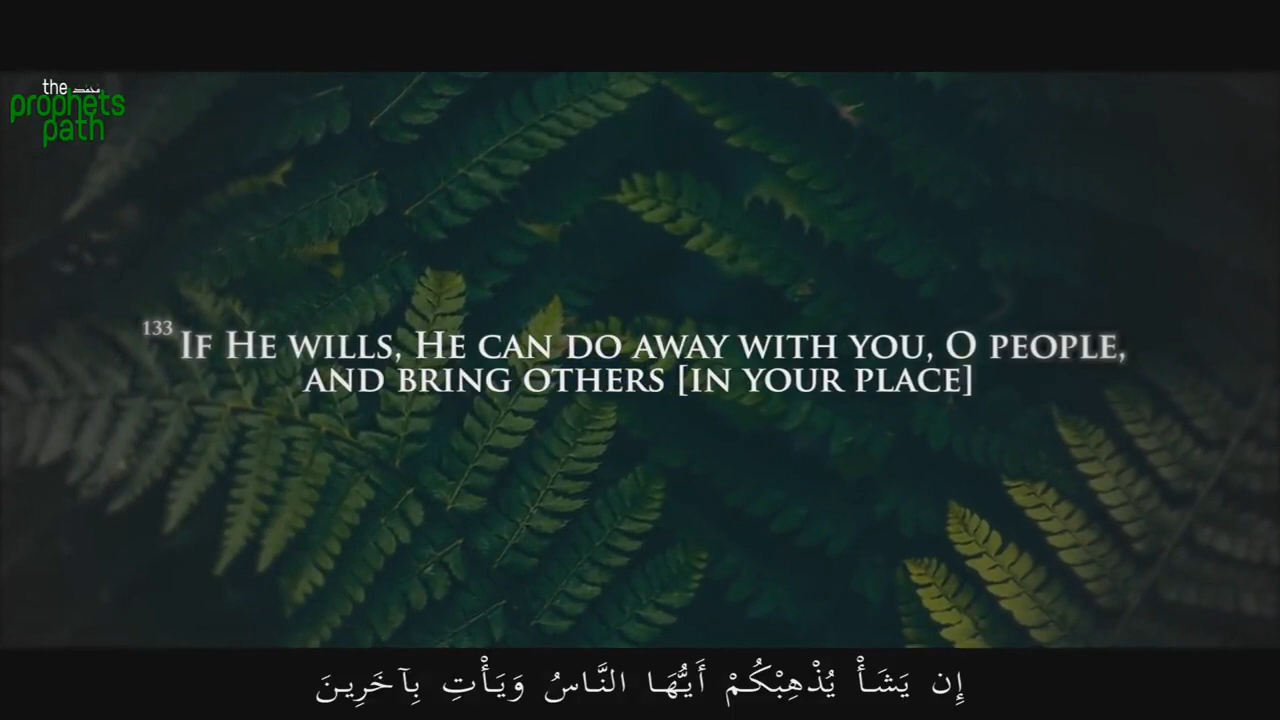 the محمد
prophets
path
133 IF HE WILLS, HE CAN DO AWAY WITH YOU, O PEOPLE,
AND BRING OTHERS [IN YOUR PLACE]
إِن يَشَأْ يُذْهِبْكُمْ أَيُّهَا النَّاسُ وَيَأْتِ بِآخَرِينَ